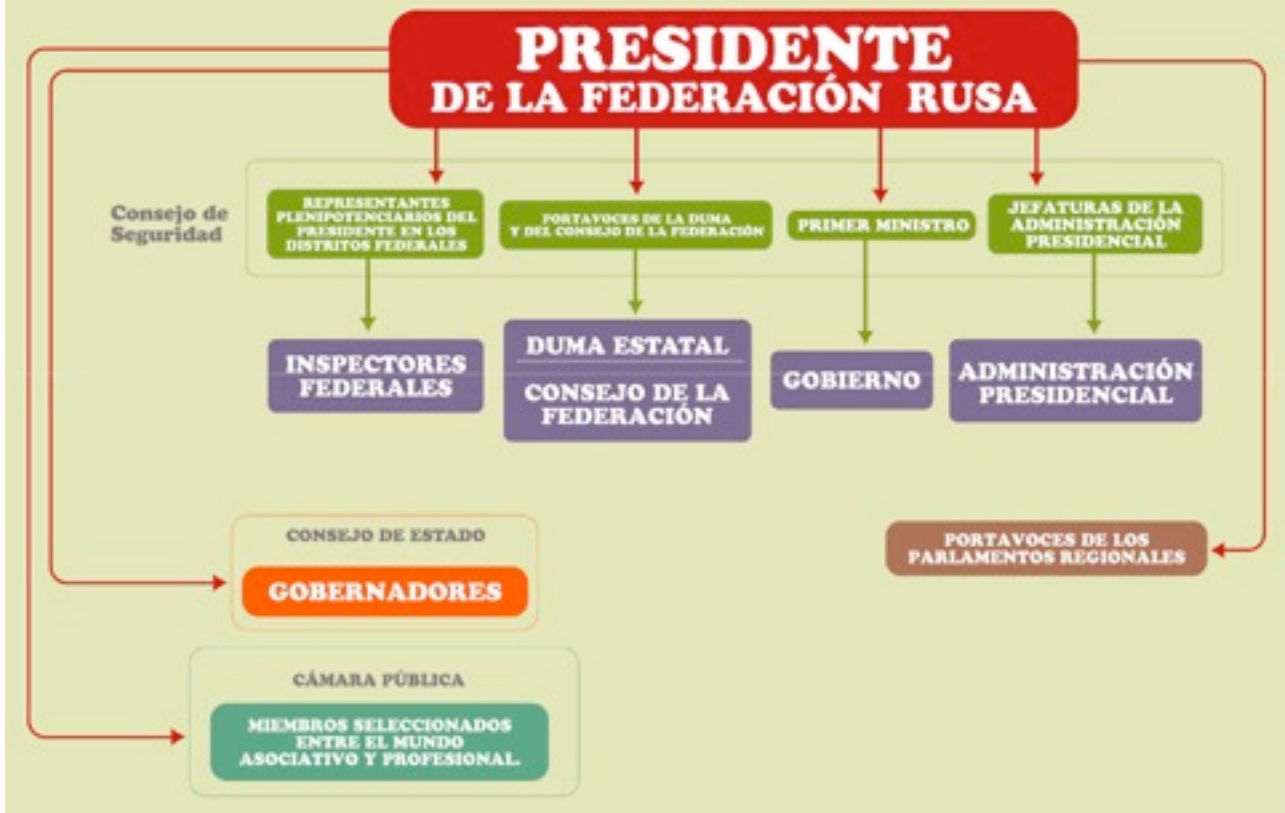 PRESIDENTE
DE LA FEDERACIÓN RUSA
Consejo de
Seguridad
REPRESENTANTES
PLENIPOTENCIARIOS DEL
PRESIDENTE EN LOS
DISTRITOS FEDERALES
PORTAVOCES DE LA DUMA
Y DEL CONSEJO DE LA FEDERACIÓN
PRIMER MINISTRO
JEFATURAS DE LA
ADMINISTRACIÓN
PRESIDENCIAL
INSPECTORES
FEDERALES
DUMA ESTATAL
CONSEJO DE LA
FEDERACIÓN
GOBIERNO
ADMINISTRACIÓN
PRESIDENCIAL
CONSEJO DE ESTADO
GOBERNADORES
PORTAVOCES DE LOS
PARLAMENTOS REGIONALES
CÁMARA PÚBLICA
MIEMBROS SELECCIONADOS
ENTRE EL MUNDO
ASOCIATIVO Y PROFESIONAL.